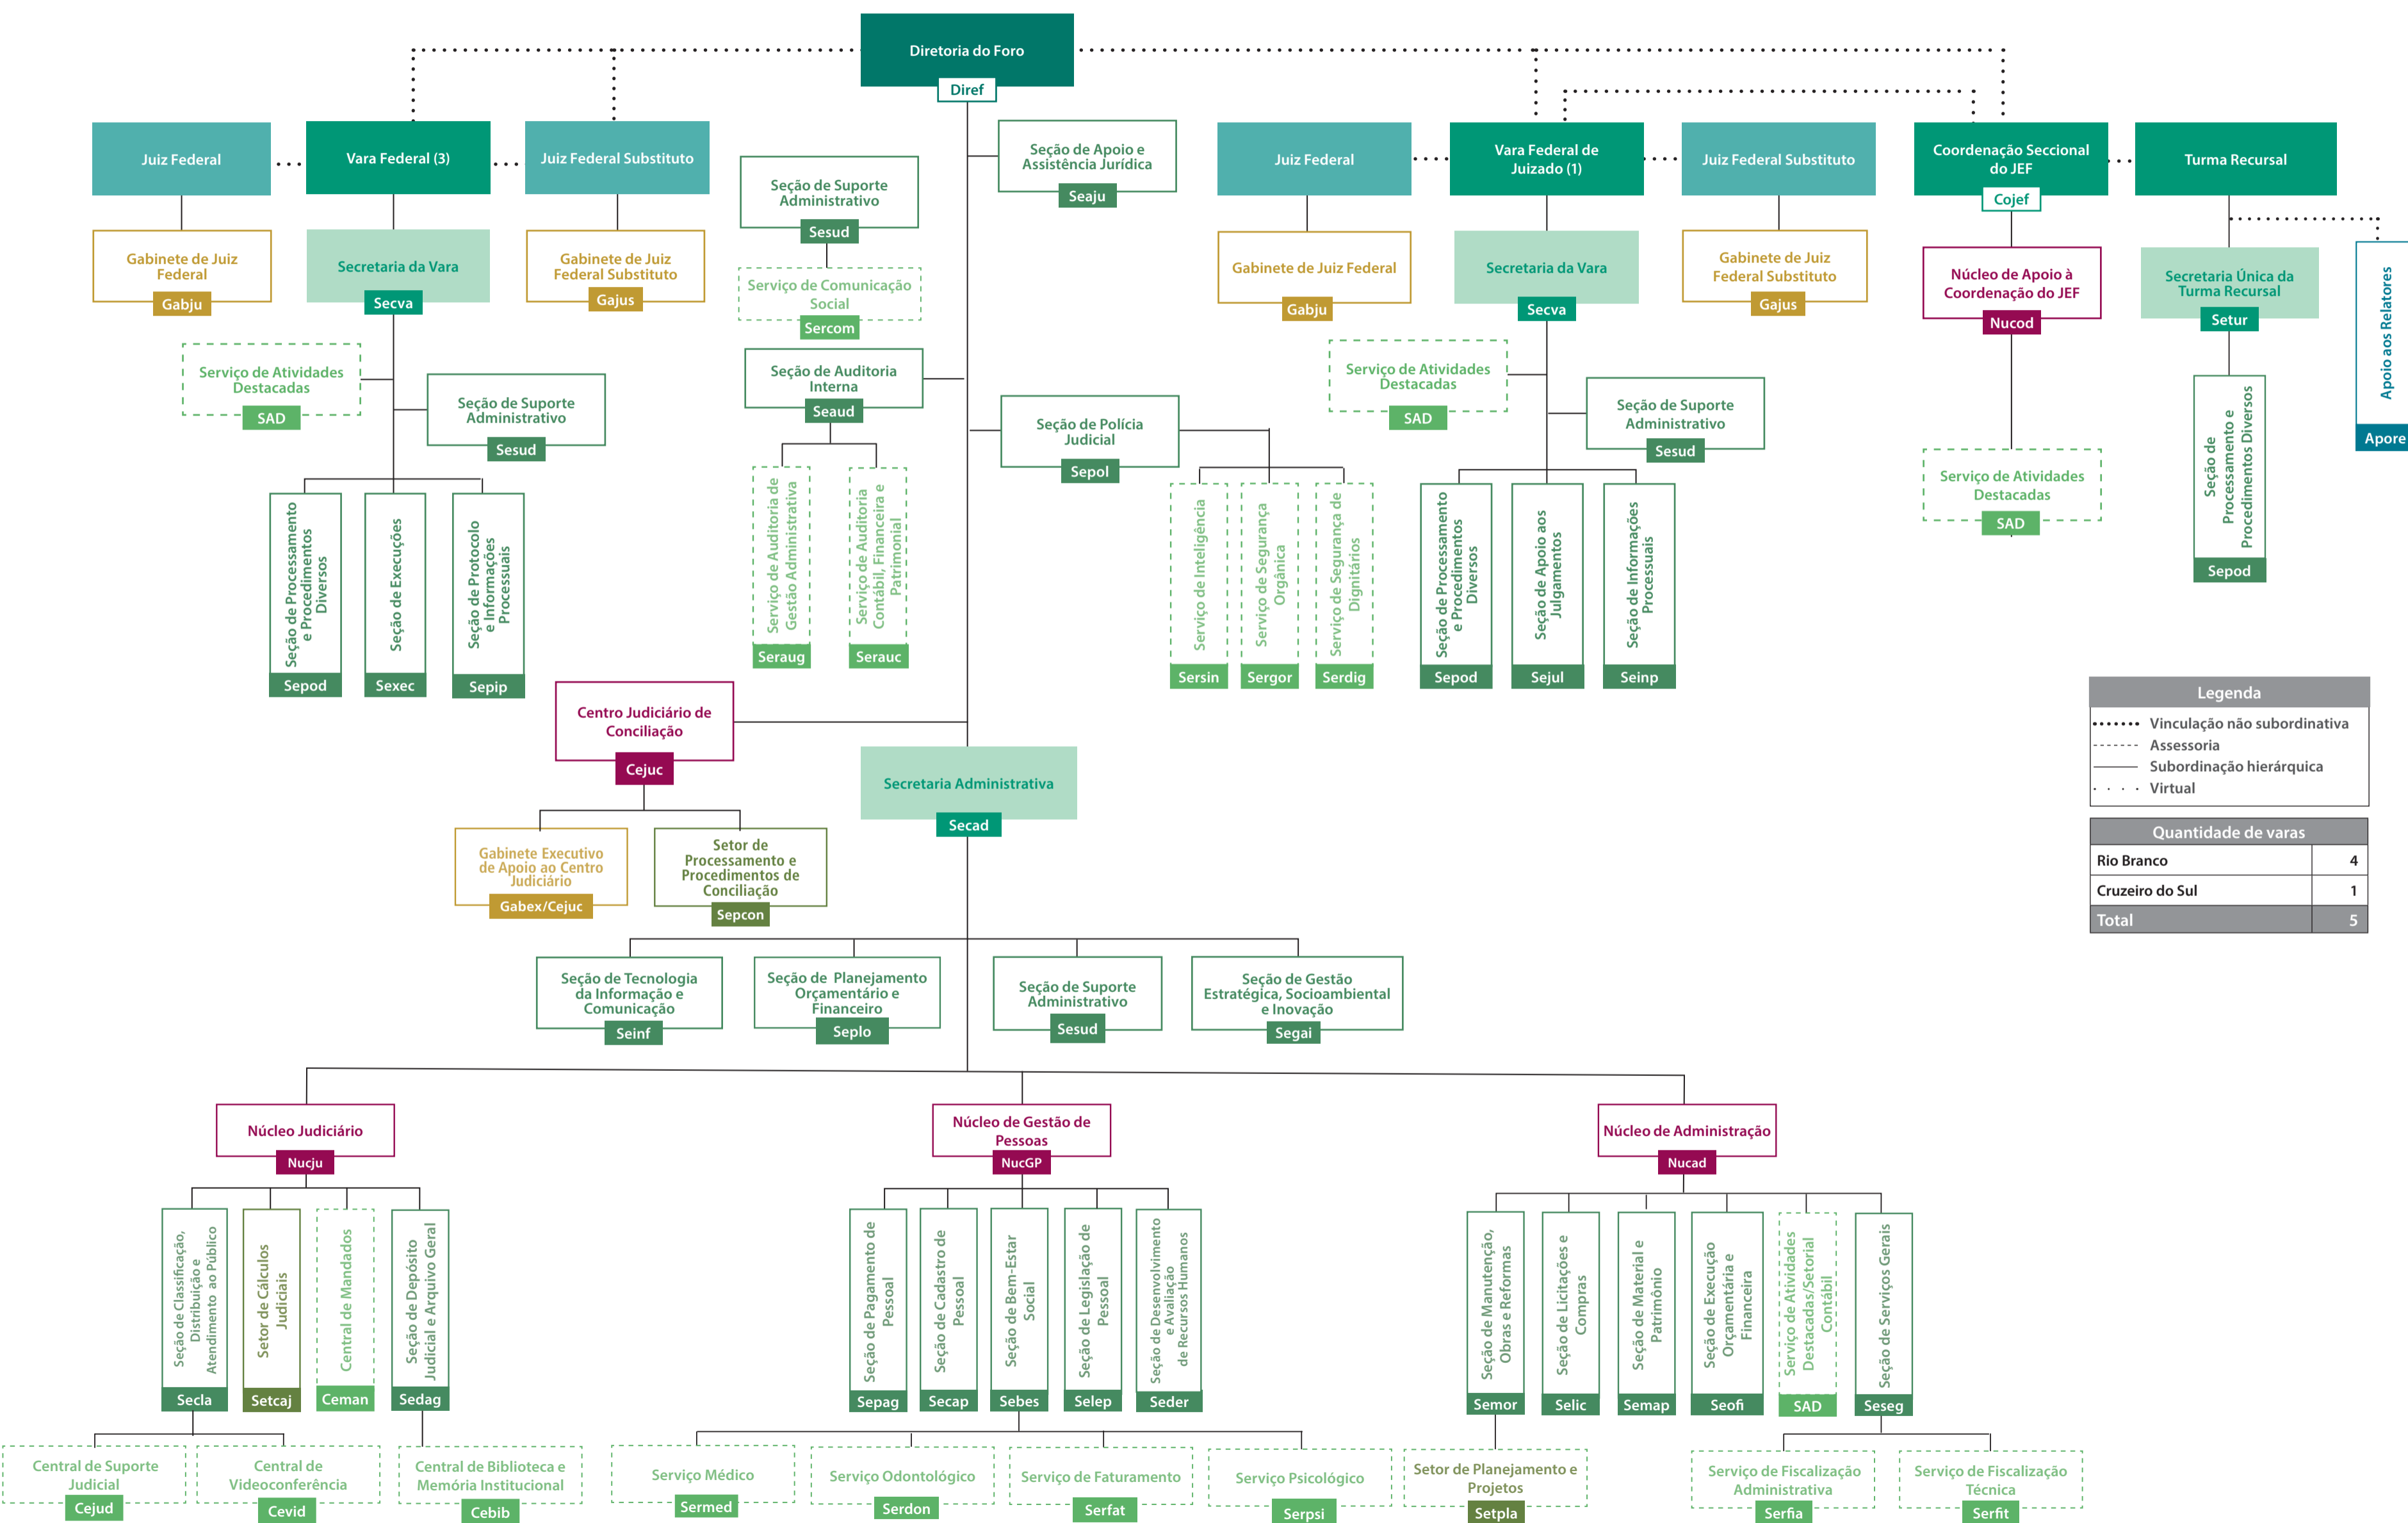 Diretoria do Foro
Diref
Juiz Federal
Vara Federal (3)
Juiz Federal Substituto
Gabinete de Juiz
Federal
Gabju
Secretaria da Vara
Secva
Gabinete de Juiz
Federal Substituto
Gajus
Serviço de Atividades
Destacadas
SAD
Seção de Suporte
Administrativo
Sesud
Seção de Processamento
e Procedimentos
Diversos
Sepod
Seção de Execuções
Sexec
Seção de Protocolo
e Informações
Processuais
Sepip
Seção de Suporte
Administrativo
Sesud
Serviço de Comunicação
Social
Sercom
Seção de Apoio e
Assistência Jurídica
Seaju
Seção de Auditoria
Interna
Seaud
Serviço de Auditoria de
Gestão Administrativa
Seraug
Serviço de Auditoria
Contábil, Financeira e
Patrimonial
Serauc
Seção de Polícia
Judicial
Sepol
Serviço de Inteligência
Sersin
Serviço de Segurança
Orgânica
Sergor
Serviço de Segurança de
Dignitários
Serdig
Juiz Federal
Vara Federal de
Juizado (1)
Juiz Federal Substituto
Gabinete de Juiz Federal
Gabju
Secretaria da Vara
Secva
Gabinete de Juiz
Federal Substituto
Gajus
Serviço de Atividades
Destacadas
SAD
Seção de Suporte
Administrativo
Sesud
Seção de Processamento
e Procedimentos
Diversos
Sepod
Seção de Apoio aos
Julgamentos
Sejul
Seção de Informações
Processuais
Seinp
Coordenação Seccional
do JEF
Cojef
Núcleo de Apoio à
Coordenação do JEF
Nucod
Serviço de Atividades
Destacadas
SAD
Turma Recursal
Secretaria Única da
Turma Recursal
Setur
Seção de
Processamento e
Procedimentos Diversos
Sepod
Apoio aos Relatores
Apore
Legenda
Vinculação não subordinativa
Assessoria
Subordinação hierárquica
Virtual
Quantidade de varas
Rio Branco 4
Cruzeiro do Sul 1
Total 5
Centro Judiciário de
Conciliação
Cejuc
Gabinete Executivo
de Apoio ao Centro
Judiciário
Gabex/Cejuc
Setor de
Processamento e
Procedimentos de
Conciliação
Sepcon
Secretaria Administrativa
Secad
Seção de Tecnologia
da Informação e
Comunicação
Seinf
Seção de Planejamento
Orçamentário e
Financeiro
Seplo
Seção de Suporte
Administrativo
Sesud
Seção de Gestão
Estratégica, Socioambiental
e Inovação
Segai
Núcleo Judiciário
Nucju
Seção de Classificação,
Distribuição e
Atendimento ao Público
Secla
Setor de Cálculos
Judiciais
Setcaj
Central de Mandados
Ceman
Seção de Depósito
Judicial e Arquivo Geral
Sedag
Central de Suporte
Judicial
Cejud
Central de
Videoconferência
Cevid
Central de Biblioteca e
Memória Institucional
Cebib
Núcleo de Gestão de
Pessoas
NucGP
Seção de Pagamento de
Pessoal
Sepag
Seção de Cadastro de
Pessoal
Secap
Seção de Bem-Estar
Social
Sebes
Seção de Legislação de
Pessoal
Selep
Seção de Desenvolvimento
e Avaliação
de Recursos Humanos
Seder
Serviço Médico
Sermed
Serviço Odontológico
Serdon
Serviço de Faturamento
Serfat
Serviço Psicológico
Serpsi
Núcleo de Administração
Nucad
Seção de Manutenção,
Obras e Reformas
Semor
Seção de Licitações e
Compras
Selic
Seção de Material e
Patrimônio
Semap
Seção de Execução
Orçamentária e
Financeira
Seofi
Serviço de Atividades
Destacadas/Setorial
Contábil
SAD
Seção de Serviços Gerais
Seseg
Setor de Planejamento e
Projetos
Setpla
Serviço de Fiscalização
Administrativa
Serfia
Serviço de Fiscalização
Técnica
Serfit